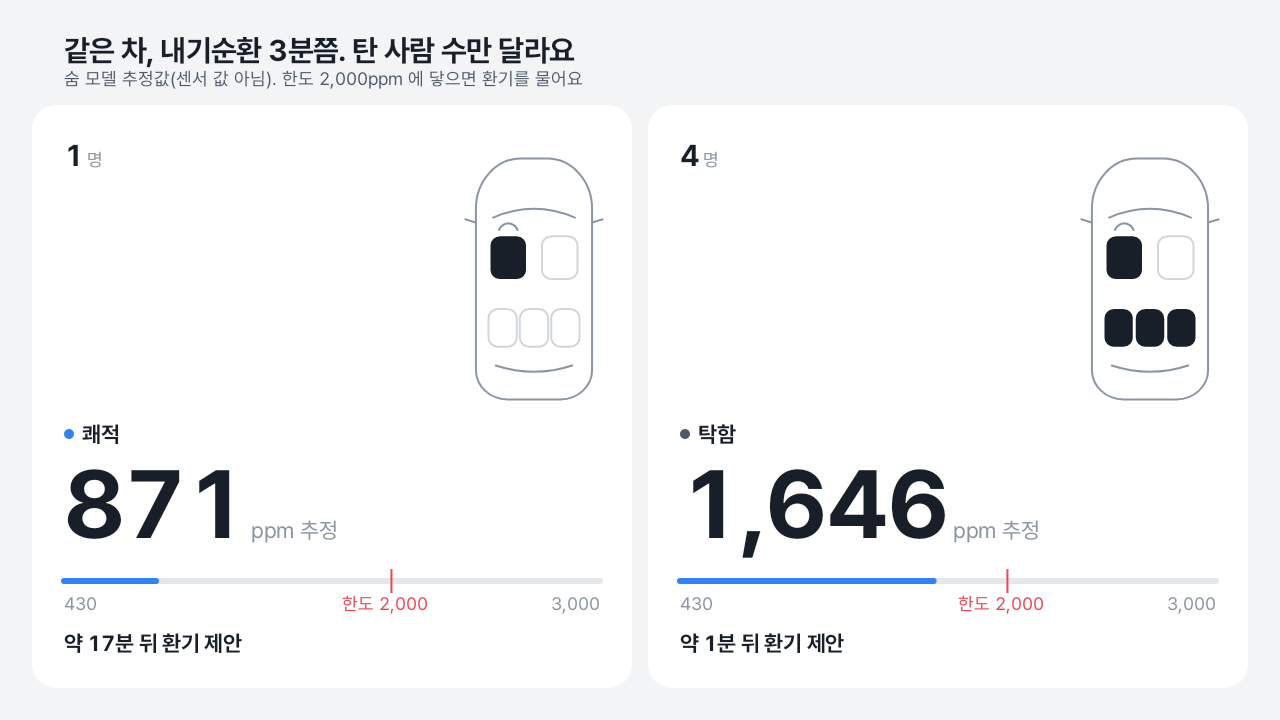 같은 차, 내기순환 3분쯤. 탄 사람 수만 달라요
숨 모델 추정값(센서 값 아님). 한도 2,000ppm 에 닿으면 환기를 물어요
1 명
쾌적
871 ppm 추정
430 한도 2,000 3,000
약 17분 뒤 환기 제안
4 명
탁함
1,646 ppm 추정
430 한도 2,000 3,000
약 1분 뒤 환기 제안